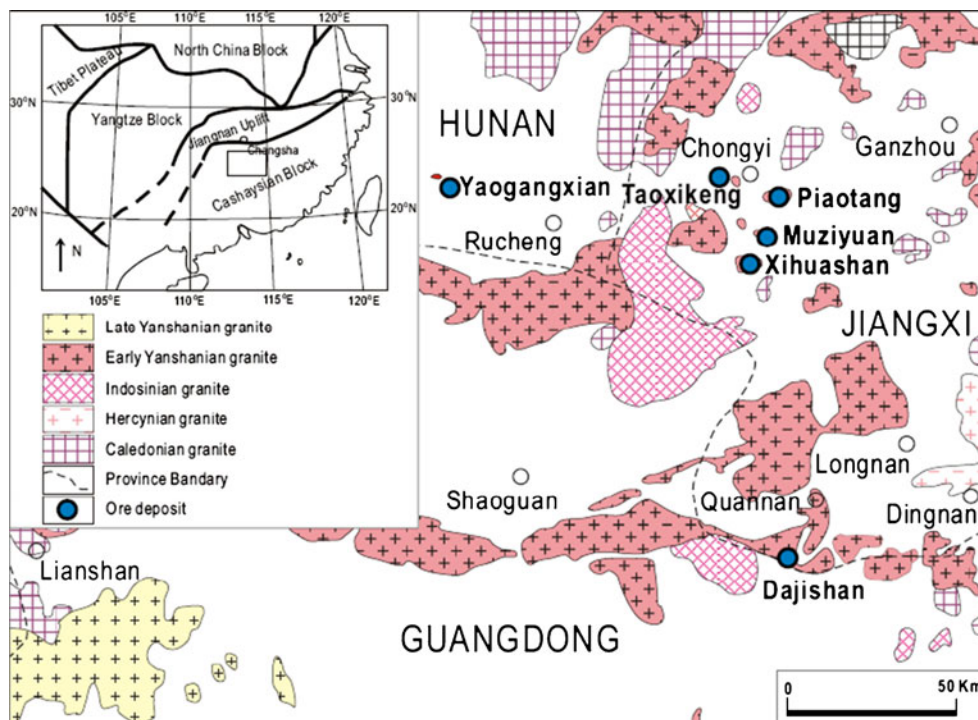 105°E
110°E
115°E
120°E
North China Block
Tibet Plateau
30°N
30°N
Yangtze Block
Jiangnan Uplift
Changsha
Cashaysian Block
20°N
20°N
N
105°E
110°E
115°E
120°E
Late Yanshanian granite
Early Yanshanian granite
Indosinian granite
Hercynian granite
Caledonian granite
Province Bandary
Ore deposit
HUNAN
Chongyi
Ganzhou
Yaogangxian
Taoxikeng
Piaotang
Rucheng
Muziyuan
Xihuashan
JIANGXI
Longnan
Shaoguan
Quannan
Dingnan
Lianshan
Dajishan
GUANGDONG
0
50 Km